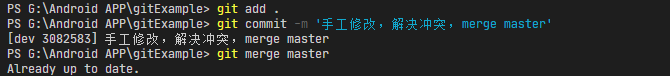 PS G:\Android APP\gitExample> git add .
PS G:\Android APP\gitExample> git commit -m '手工修改，解决冲突，merge master'
[dev 3082583] 手工修改，解决冲突，merge master
PS G:\Android APP\gitExample> git merge master
Already up to date.